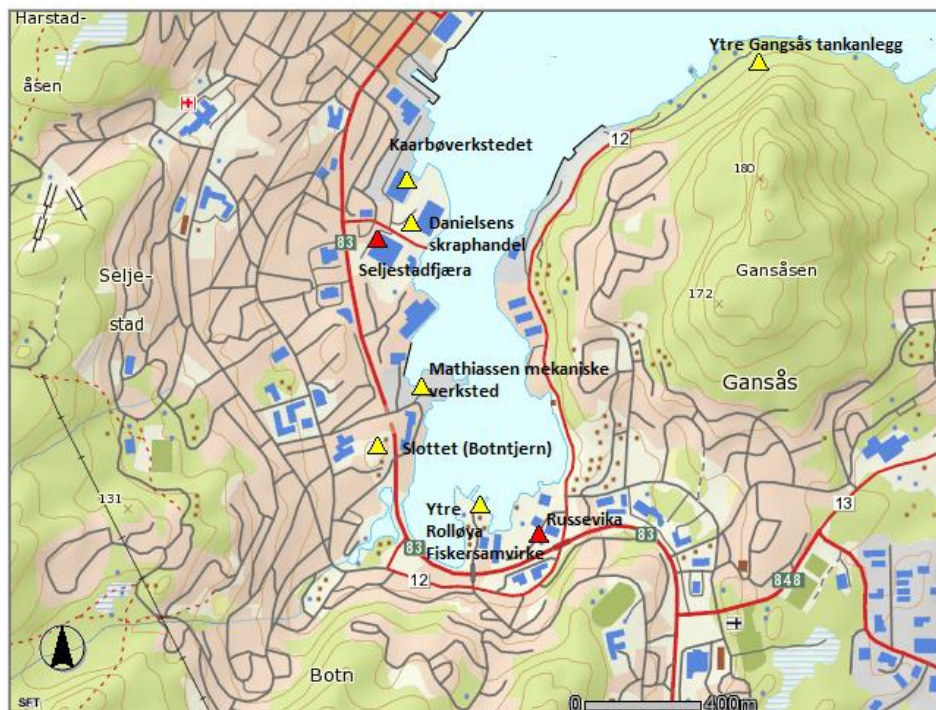 Harstad-
åsen
Ytre Gangsås tankanlegg
12
Kaarbøverkstedet
180
Danielsens
skraphandel
83
Seljestadfjæra
Selje-
stad
Gansåsen
172
Mathiassen mekaniske
verksted
Gansås
Slottet (Botntjern)
131
Ytre
Rolløya
Fiskersamvirke
Russevika
13
83
83
12
848
Botn
SFT
0 400m